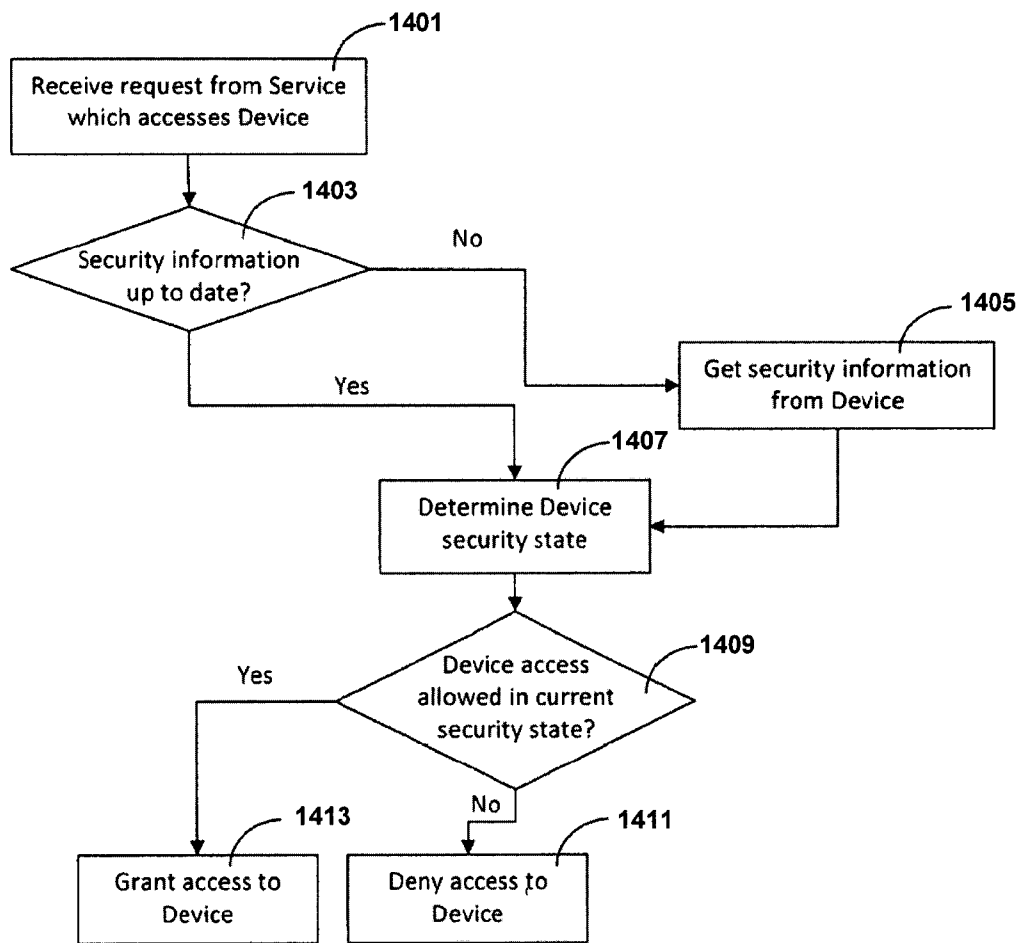 1401
Receive request from Service
which accesses Device
1403
Security information
up to date?
No
Yes
1405
Get security information
from Device
1407
Determine Device
security state
1409
Device access
allowed in current
security state?
Yes
No
1413
Grant access to
Device
1411
Deny access to
Device